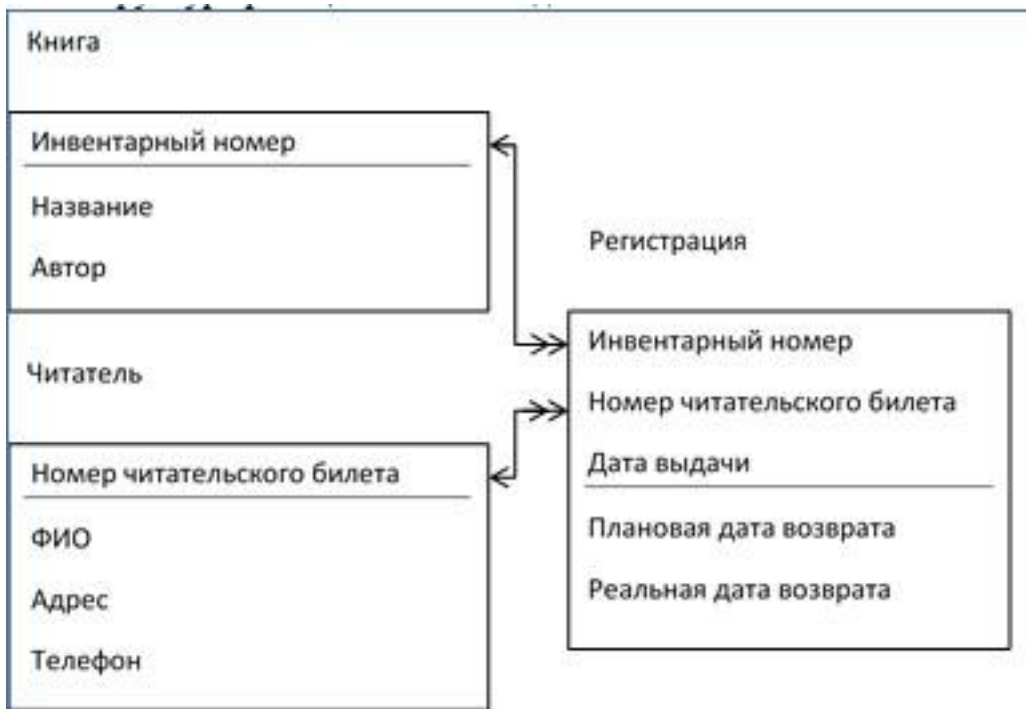 Книга
Инвентарный номер
Название
Автор
Читатель
Номер читательского билета
ФИО
Адрес
Телефон
Регистрация
Инвентарный номер
Номер читательского билета
Дата выдачи
Плановая дата возврата
Реальная дата возврата